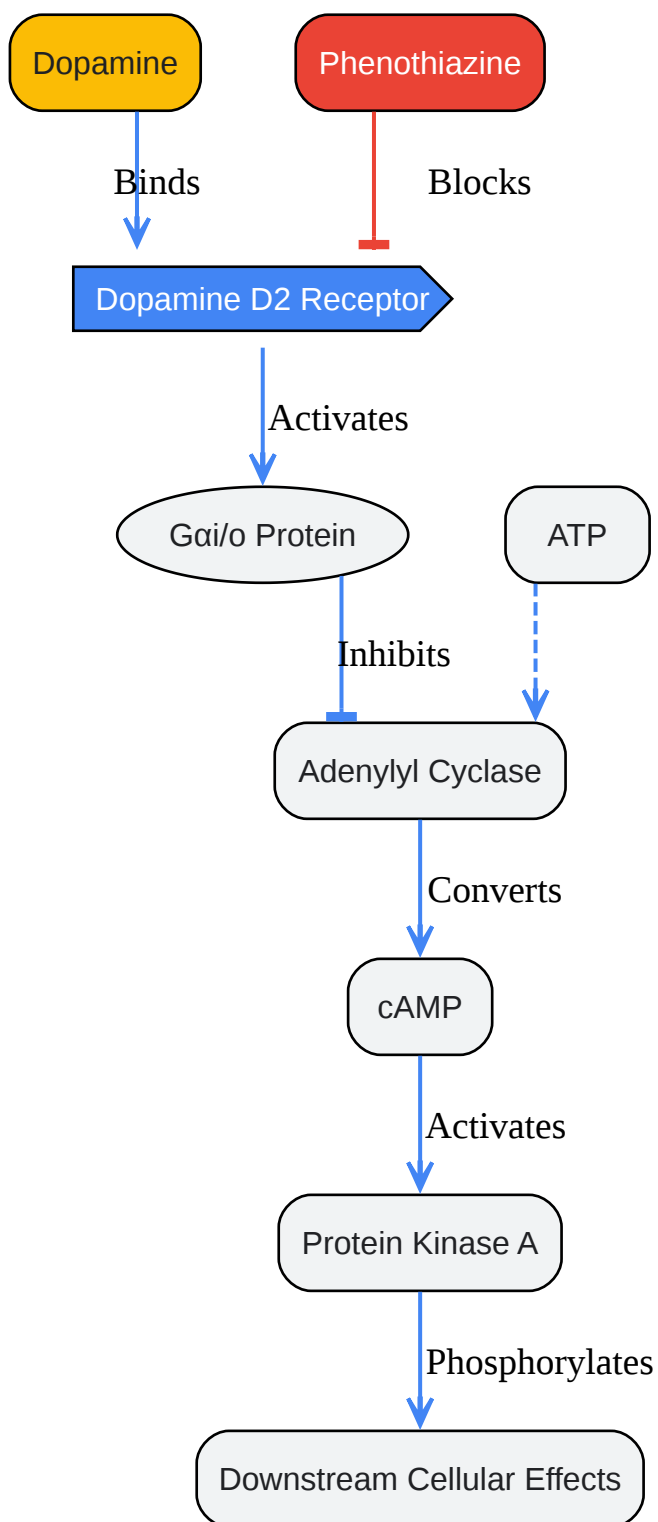 Dopamine
Phenothiazine
Binds
Blocks
Dopamine D2 Receptor
Activates
Gαi/o Protein
ATP
Inhibits
Adenylyl Cyclase
Converts
cAMP
Activates
Protein Kinase A
Phosphorylates
Downstream Cellular Effects